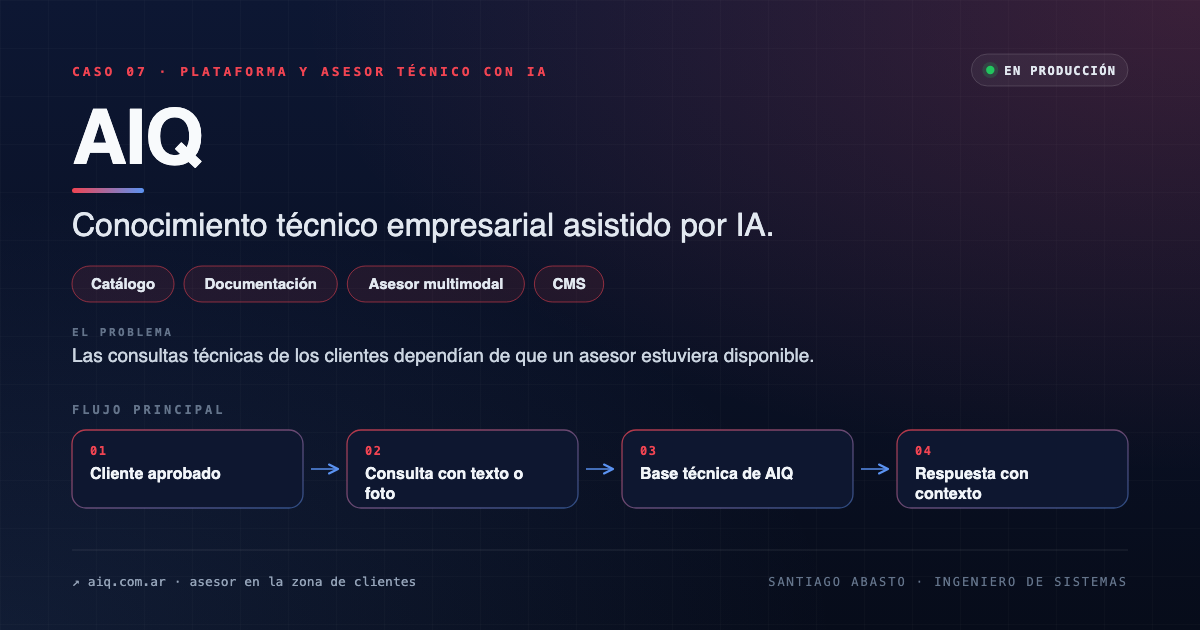 CASO 07 · PLATAFORMA Y ASESOR TÉCNICO CON IA
EN PRODUCCIÓN
AIQ
Conocimiento técnico empresarial asistido por IA.
Catálogo
Documentación
Asesor multimodal
CMS
EL PROBLEMA
Las consultas técnicas de los clientes dependían de que un asesor estuviera disponible.
FLUJO PRINCIPAL
01
Cliente aprobado
02
Consulta con texto o
foto
03
Base técnica de AIQ
04
Respuesta con
contexto
↗ aiq.com.ar · asesor en la zona de clientes
SANTIAGO ABASTO · INGENIERO DE SISTEMAS